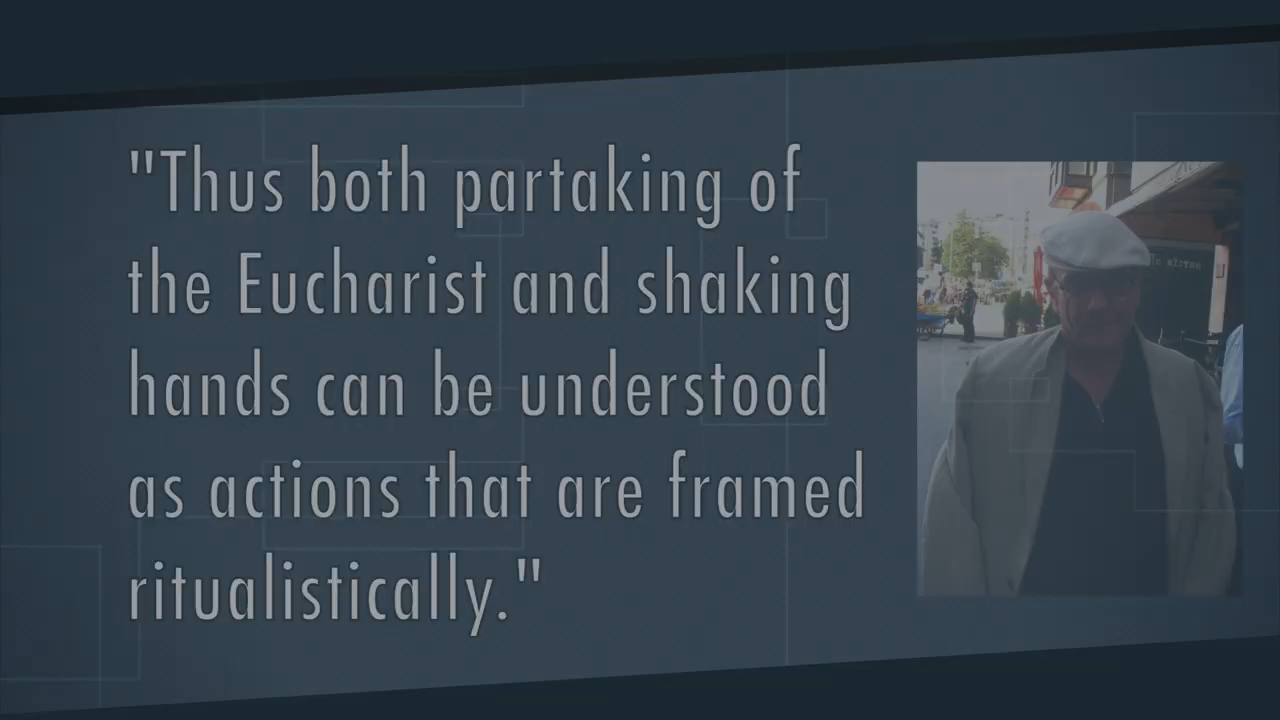 "Thus both partaking of
the Eucharist and shaking
hands can be understood
as actions that are framed
ritualistically."